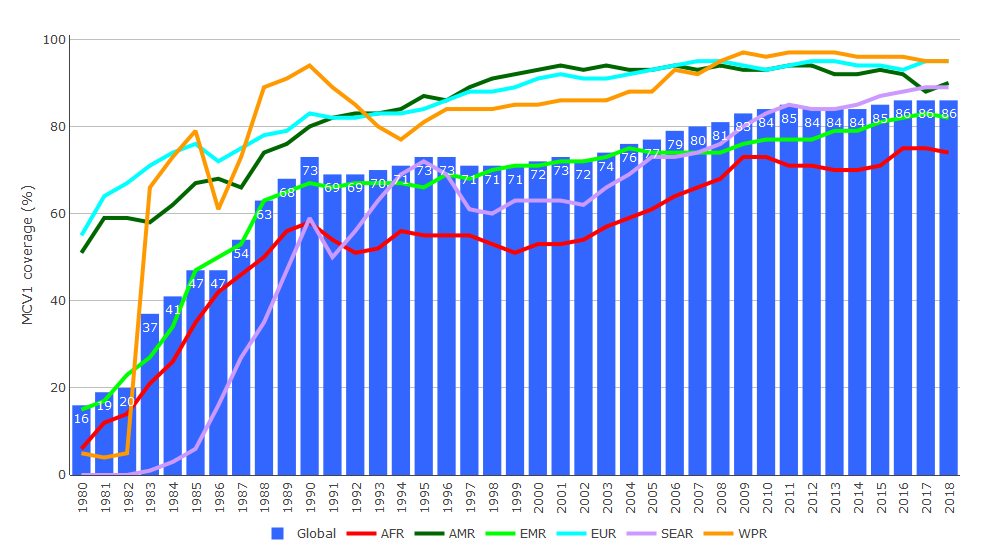 100
80
60
40
20
0
MCV1 coverage (%)
16 19 20 37 41 47 47 54 63 68 73 69 69 70 71 73 73 71 71 71 72 73 72 74 76 77 79 80 81 83 84 85 84 84 84 85 86 86 86
1980 1981 1982 1983 1984 1985 1986 1987 1988 1989 1990 1991 1992 1993 1994 1995 1996 1997 1998 1999 2000 2001 2002 2003 2004 2005 2006 2007 2008 2009 2010 2011 2012 2013 2014 2015 2016 2017 2018
Global AFR AMR EMR EUR SEAR WPR